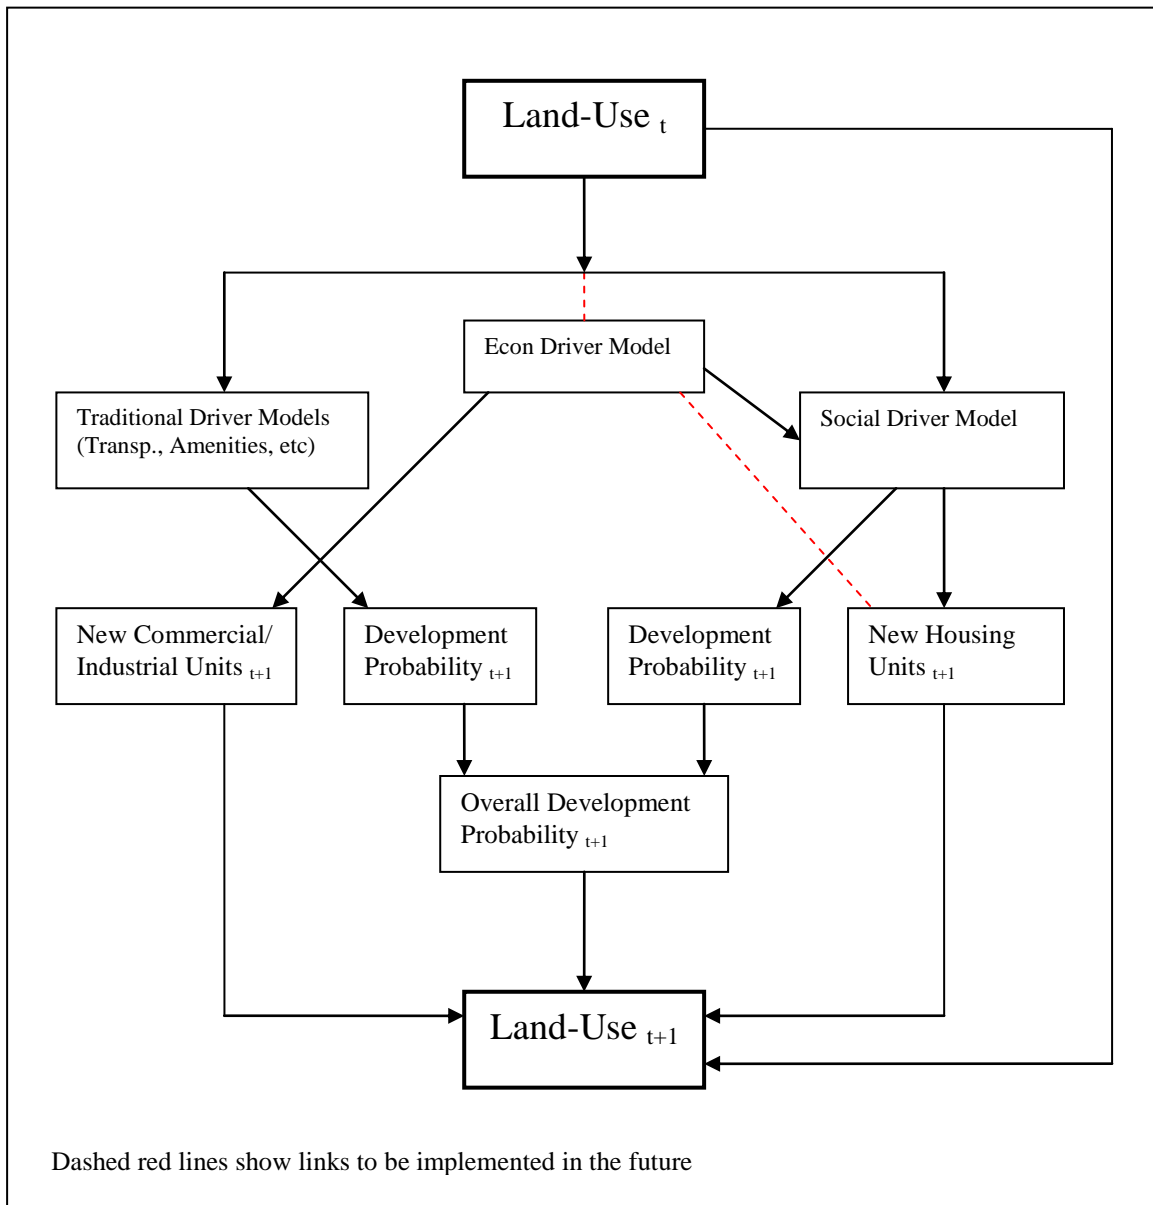 Land-Use t
Econ Driver Model
Traditional Driver Models
(Transp., Amenities, etc)
Social Driver Model
New Commercial/
Industrial Units t+1
Development
Probability t+1
Development
Probability t+1
New Housing
Units t+1
Overall Development
Probability t+1
Land-Use t+1
Dashed red lines show links to be implemented in the future